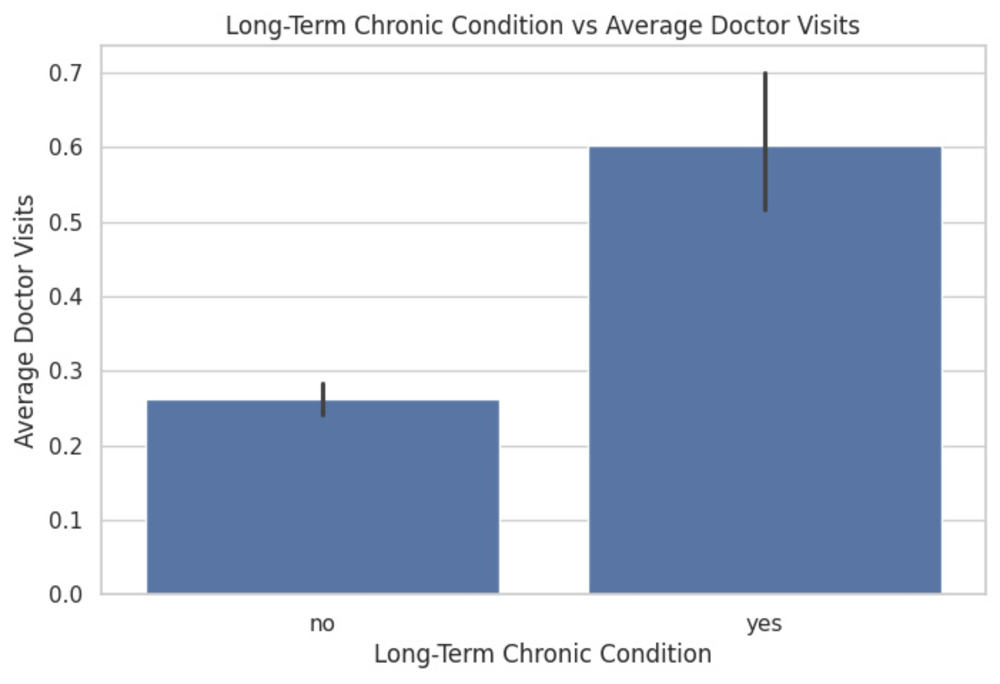 Long-Term Chronic Condition vs Average Doctor Visits
Average Doctor Visits
0.7
0.6
0.5
0.4
0.3
0.2
0.1
0.0
no yes
Long-Term Chronic Condition